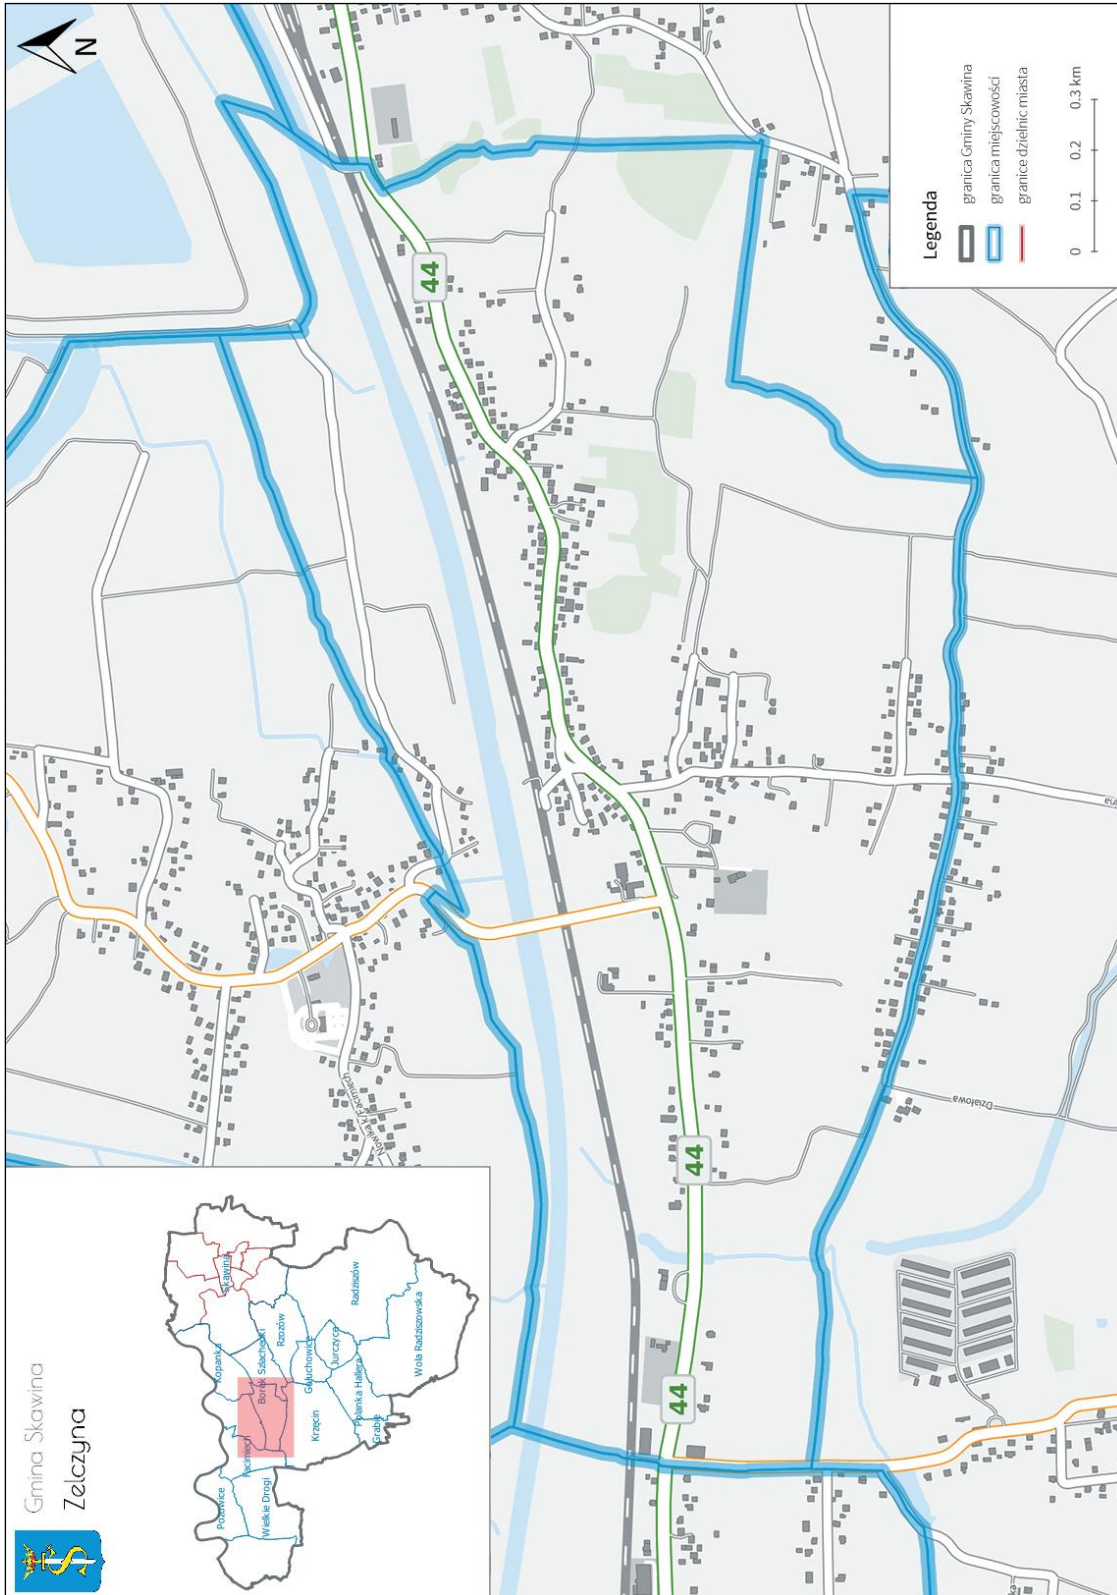 Gmina Skawina
Zelczyna
Kopanka
Skawina
Pozowice
Facimiech
Borek Szlachecki
Rzozów
Wielkie Drogi
Krzęcin
Gołuchowice
Jurczyce
Radziszów
Polanka Hallera
Grabie
Wola Radziszowska
44
44
44
Działowa
N
Legenda
granica Gminy Skawina
granica miejscowości
granice dzielnic miasta
0 0.1 0.2 0.3 km